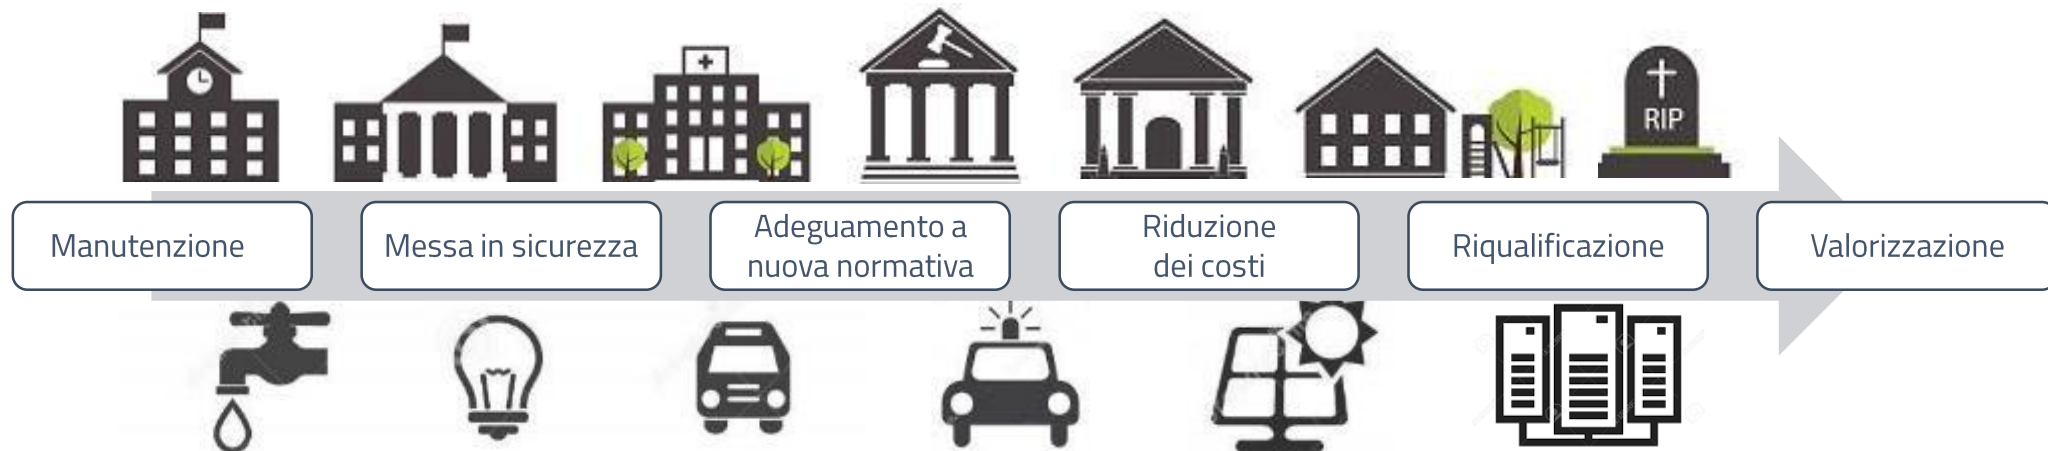 RIP
Manutenzione
Messa in sicurezza
Adeguamento a
nuova normativa
Riduzione
dei costi
Riqualificazione
Valorizzazione